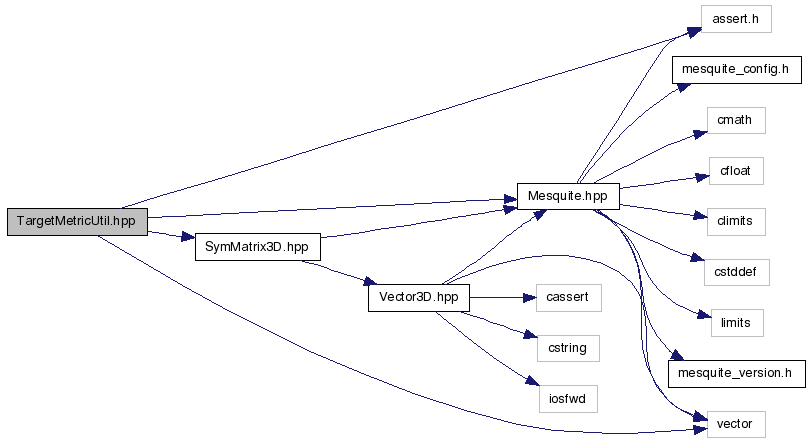 assert.h
mesquite_config.h
cmath
cfloat
Mesquite.hpp
TargetMetricUtil.hpp
climits
SymMatrix3D.hpp
cstddef
Vector3D.hpp
cassert
limits
cstring
mesquite_version.h
iosfwd
vector